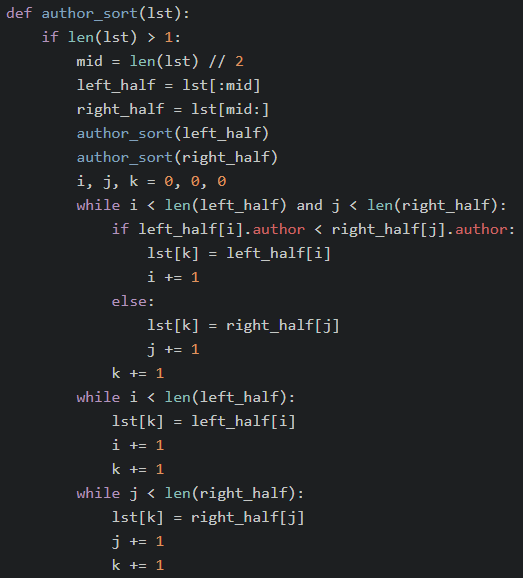 def author_sort(lst):
    if len(lst) > 1:
        mid = len(lst) // 2
        left_half = lst[:mid]
        right_half = lst[mid:]
        author_sort(left_half)
        author_sort(right_half)
        i, j, k = 0, 0, 0
        while i < len(left_half) and j < len(right_half):
            if left_half[i].author < right_half[j].author:
                lst[k] = left_half[i]
                i += 1
            else:
                lst[k] = right_half[j]
                j += 1
            k += 1
        while i < len(left_half):
            lst[k] = left_half[i]
            i += 1
            k += 1
        while j < len(right_half):
            lst[k] = right_half[j]
            j += 1
            k += 1